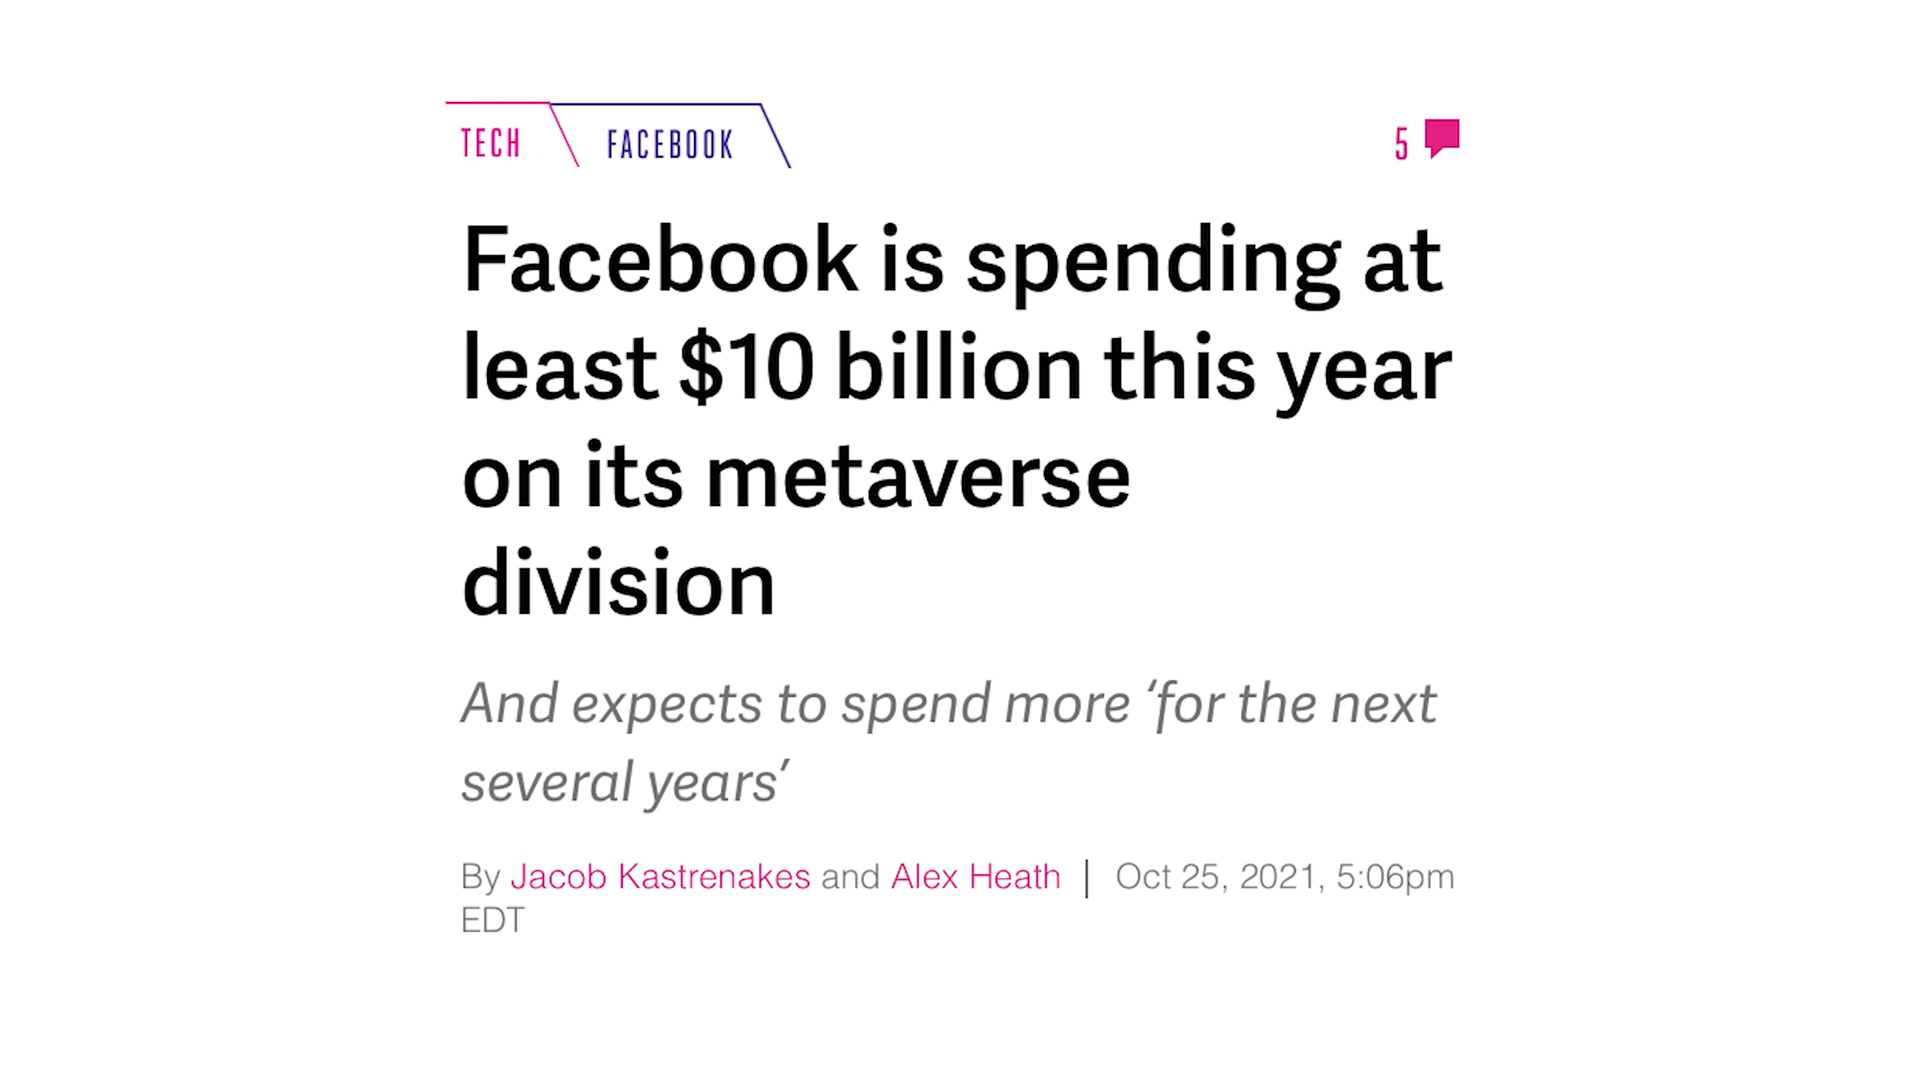 TECH FACEBOOK 5
Facebook is spending at
least $10 billion this year
on its metaverse
division
And expects to spend more ‘for the next
several years’
By Jacob Kastrenakes and Alex Heath | Oct 25, 2021, 5:06pm
EDT